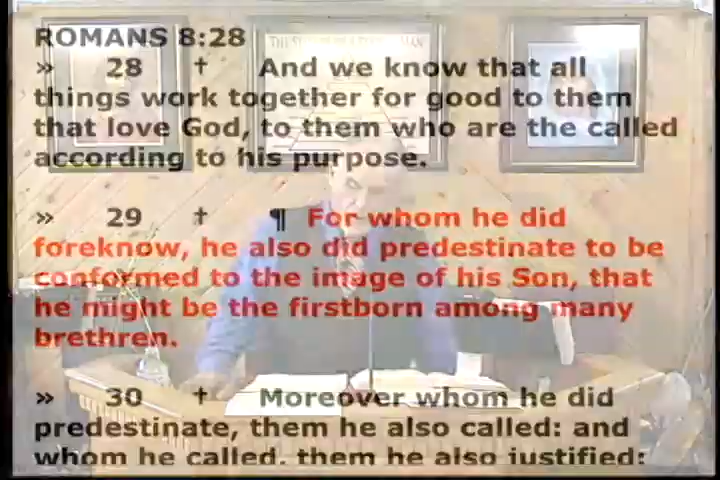 ROMANS 8:28
» 28 † And we know that all
things work together for good to them
that love God, to them who are the called
according to his purpose.
» 29 † ¶ For whom he did
foreknow, he also did predestinate to be
conformed to the image of his Son, that
he might be the firstborn among many
brethren.
» 30 † Moreover whom he did
predestinate, them he also called: and
whom he called, them he also justified: